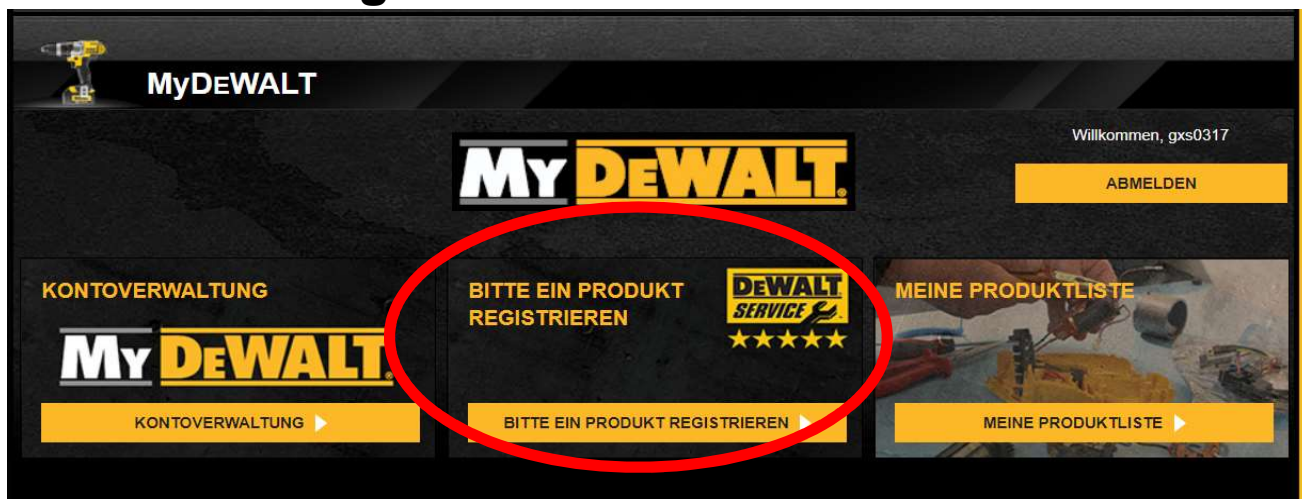 MyDEWALT
MY DEWALT.
Willkommen, gxs0317
ABMELDEN
KONTOVERWALTUNG
MY DEWALT.
KONTOVERWALTUNG
BITTE EIN PRODUKT
REGISTRIEREN
DEWALT
SERVICE
BITTE EIN PRODUKT REGISTRIEREN
MEINE PRODUKTLISTE
MEINE PRODUKTLISTE